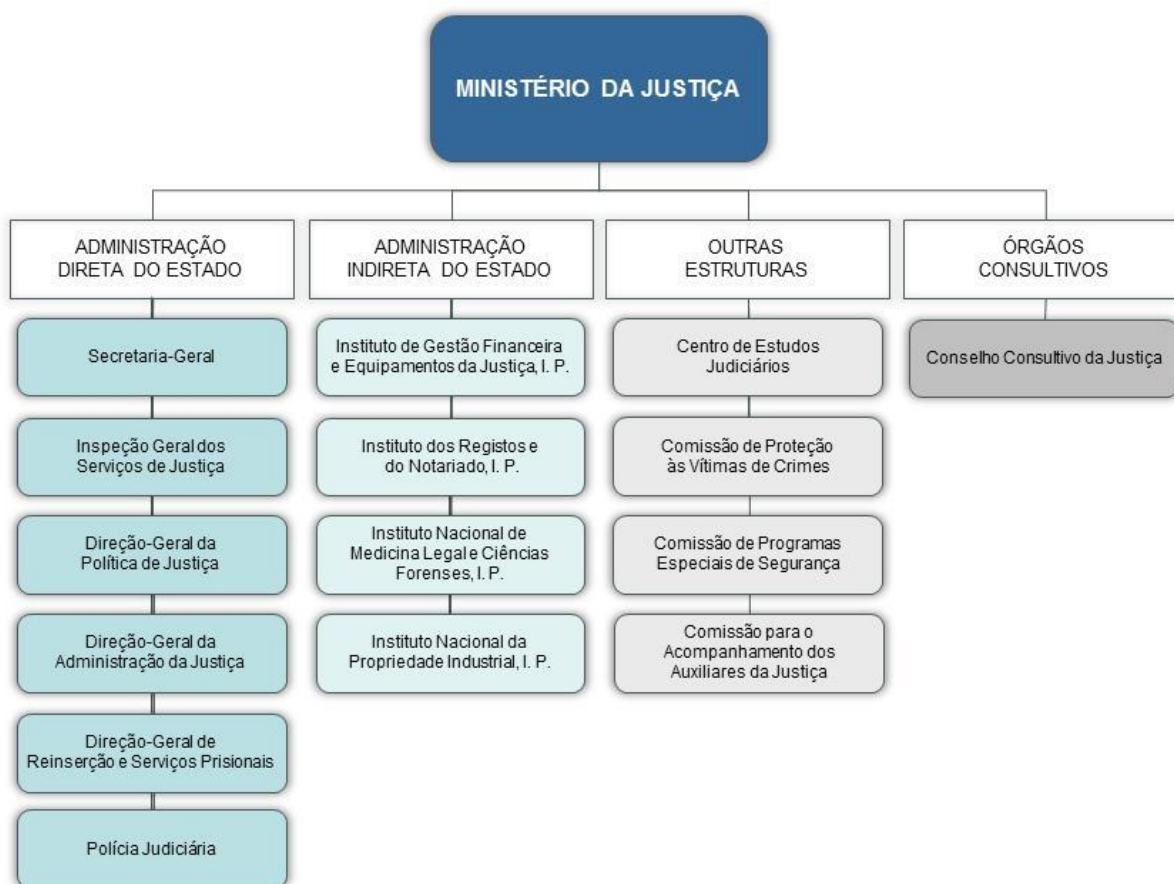 MINISTÉRIO DA JUSTIÇA
ADMINISTRAÇÃO
DIRETA DO ESTADO
Secretaria-Geral
Inspeção Geral dos
Serviços de Justiça
Direção-Geral da
Política de Justiça
Direção-Geral da
Administração da Justiça
Direção-Geral de
Reinserção e Serviços Prisionais
Polícia Judiciária
ADMINISTRAÇÃO
INDIRETA DO ESTADO
Instituto de Gestão Financeira
e Equipamentos da Justiça, I. P.
Instituto dos Registos e
do Notariado, I. P.
Instituto Nacional de
Medicina Legal e Ciências
Forenses, I. P.
Instituto Nacional da
Propriedade Industrial, I. P.
OUTRAS
ESTRUTURAS
Centro de Estudos
Judiciários
Comissão de Proteção
às Vítimas de Crimes
Comissão de Programas
Especiais de Segurança
Comissão para o
Acompanhamento dos
Auxiliares da Justiça
ÓRGÃOS
CONSULTIVOS
Conselho Consultivo da Justiça